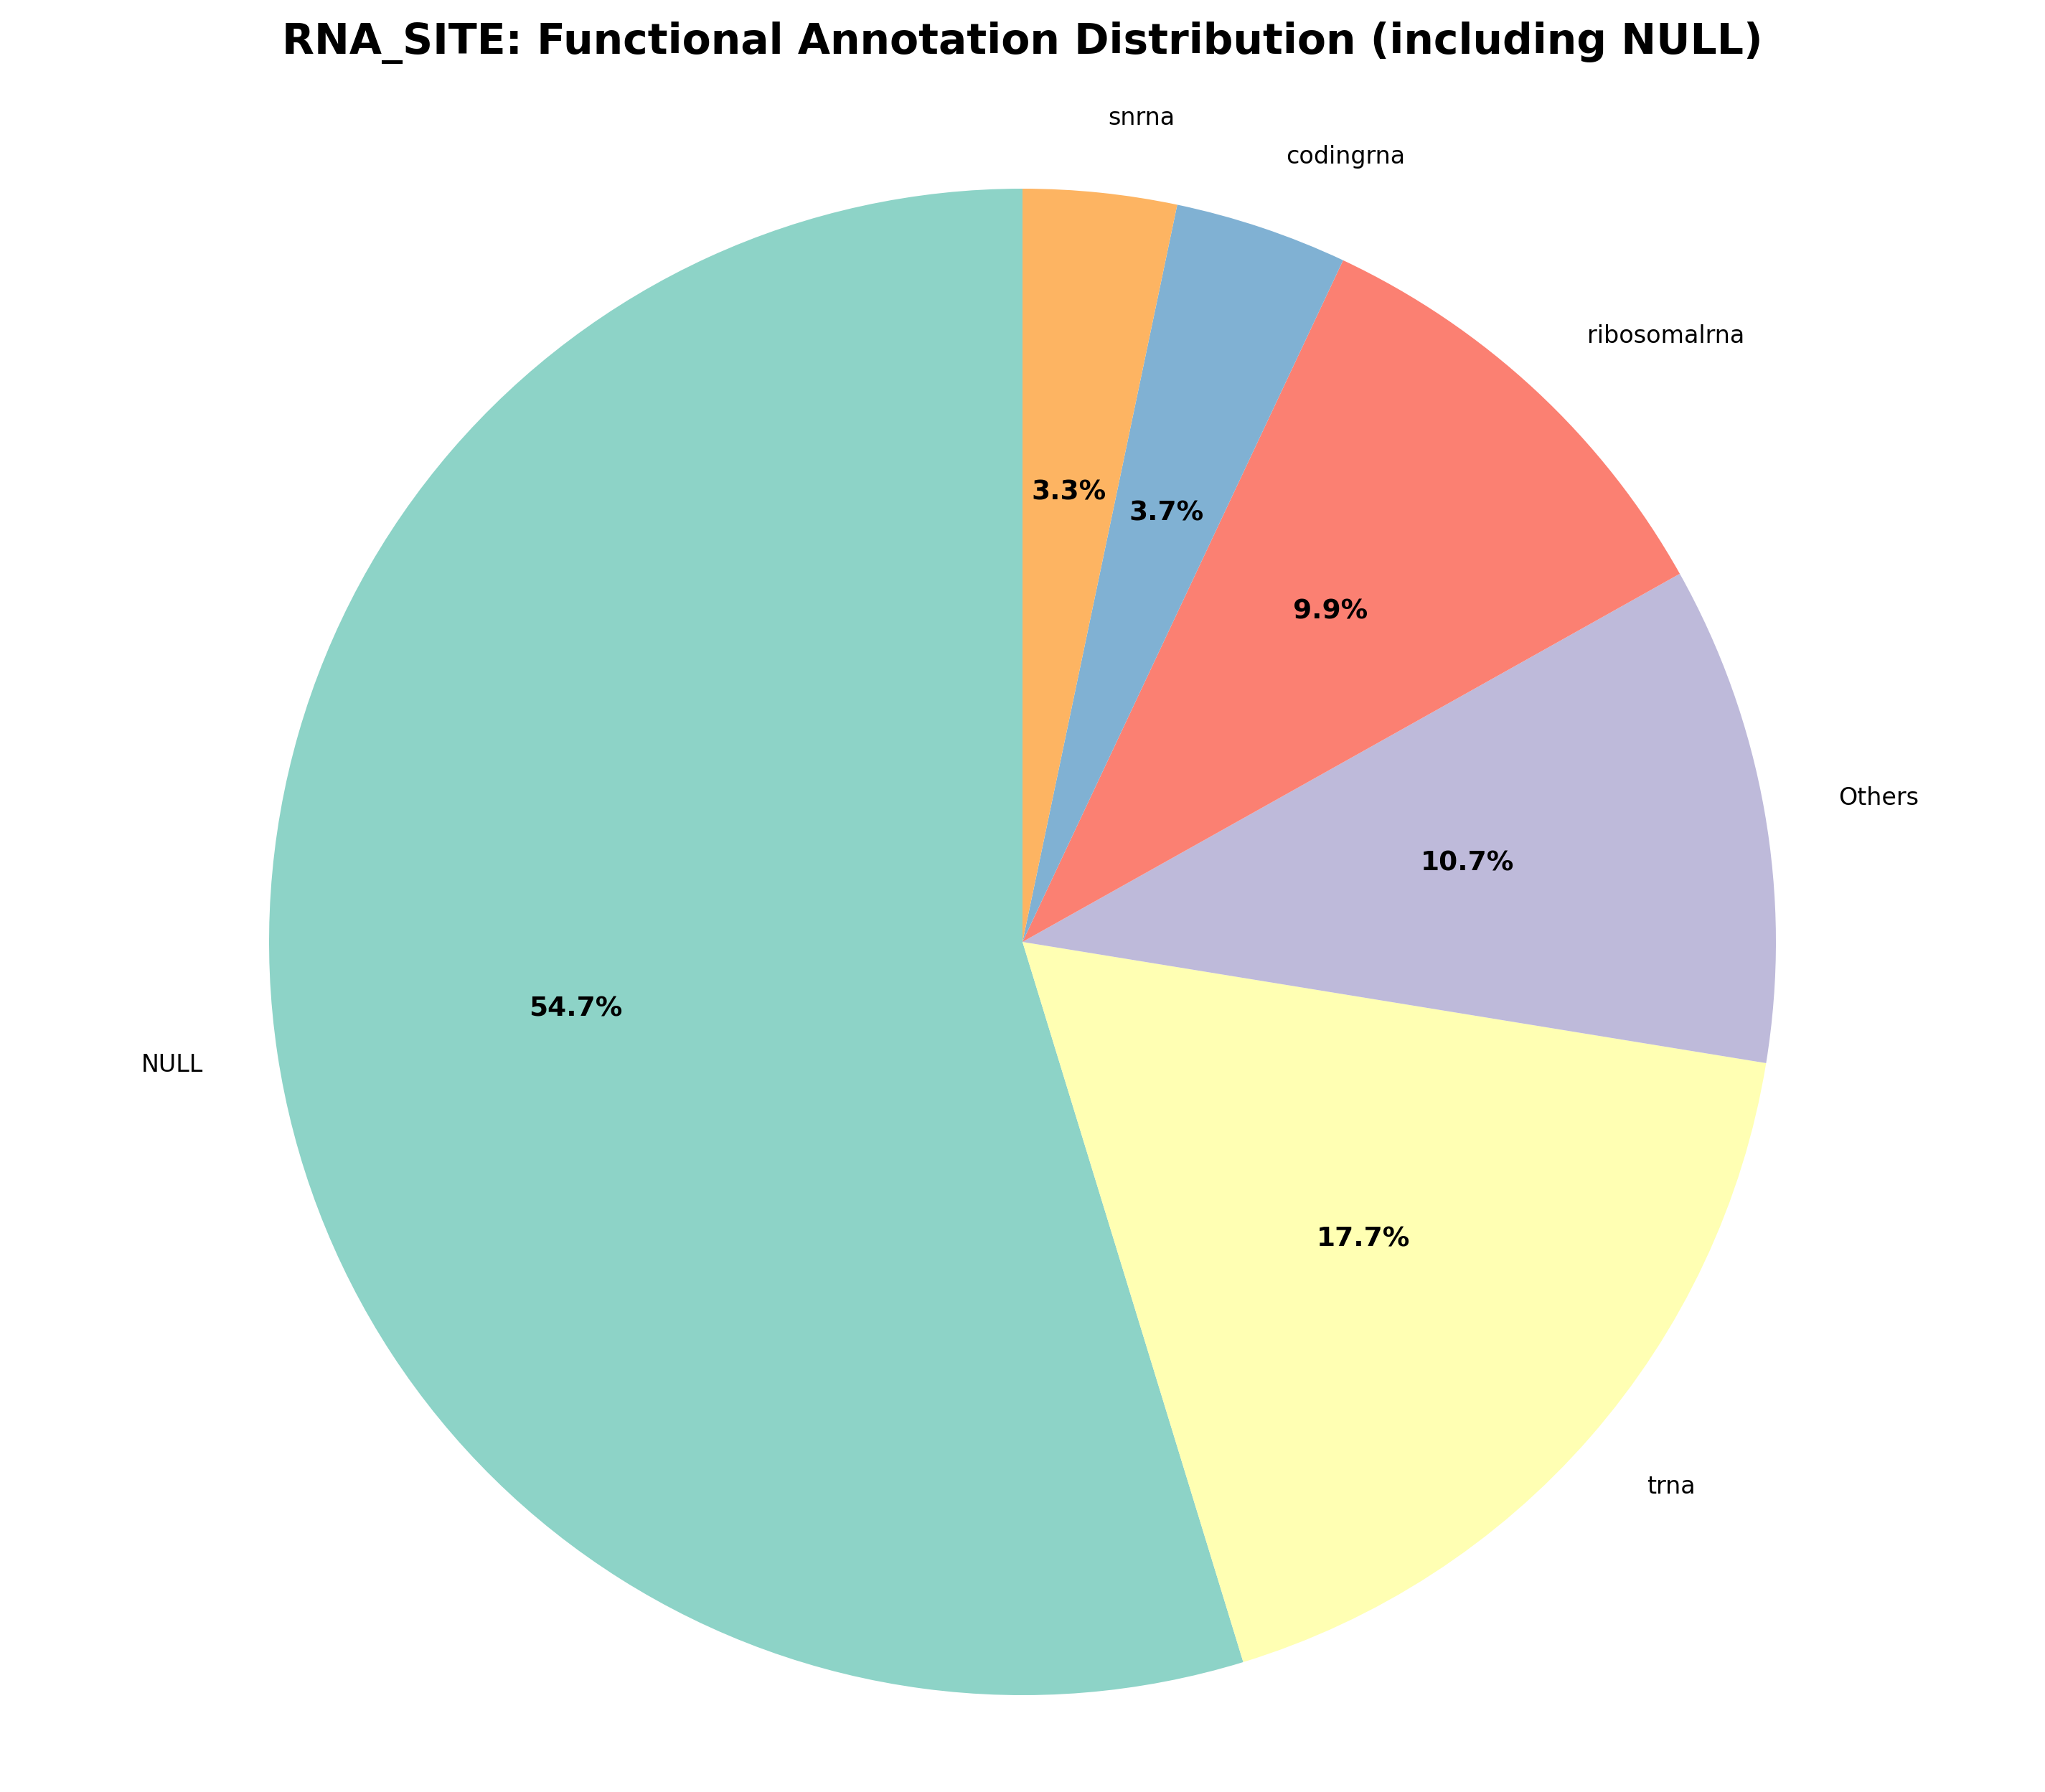 RNA_SITE: Functional Annotation Distribution (including NULL)
snrna
codingrna
ribosomalrna
3.3%
3.7%
9.9%
Others
10.7%
54.7%
NULL
17.7%
trna